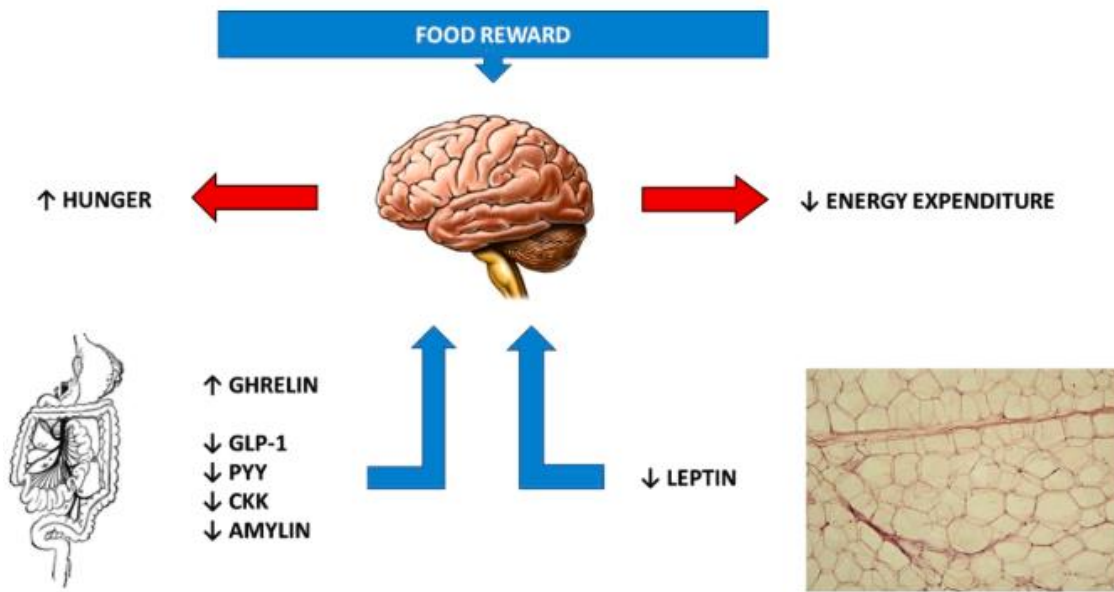 FOOD REWARD
↑ HUNGER
↓ ENERGY EXPENDITURE
↑ GHRELIN
↓ GLP-1
↓ PYY
↓ CKK
↓ AMYLIN
↓ LEPTIN